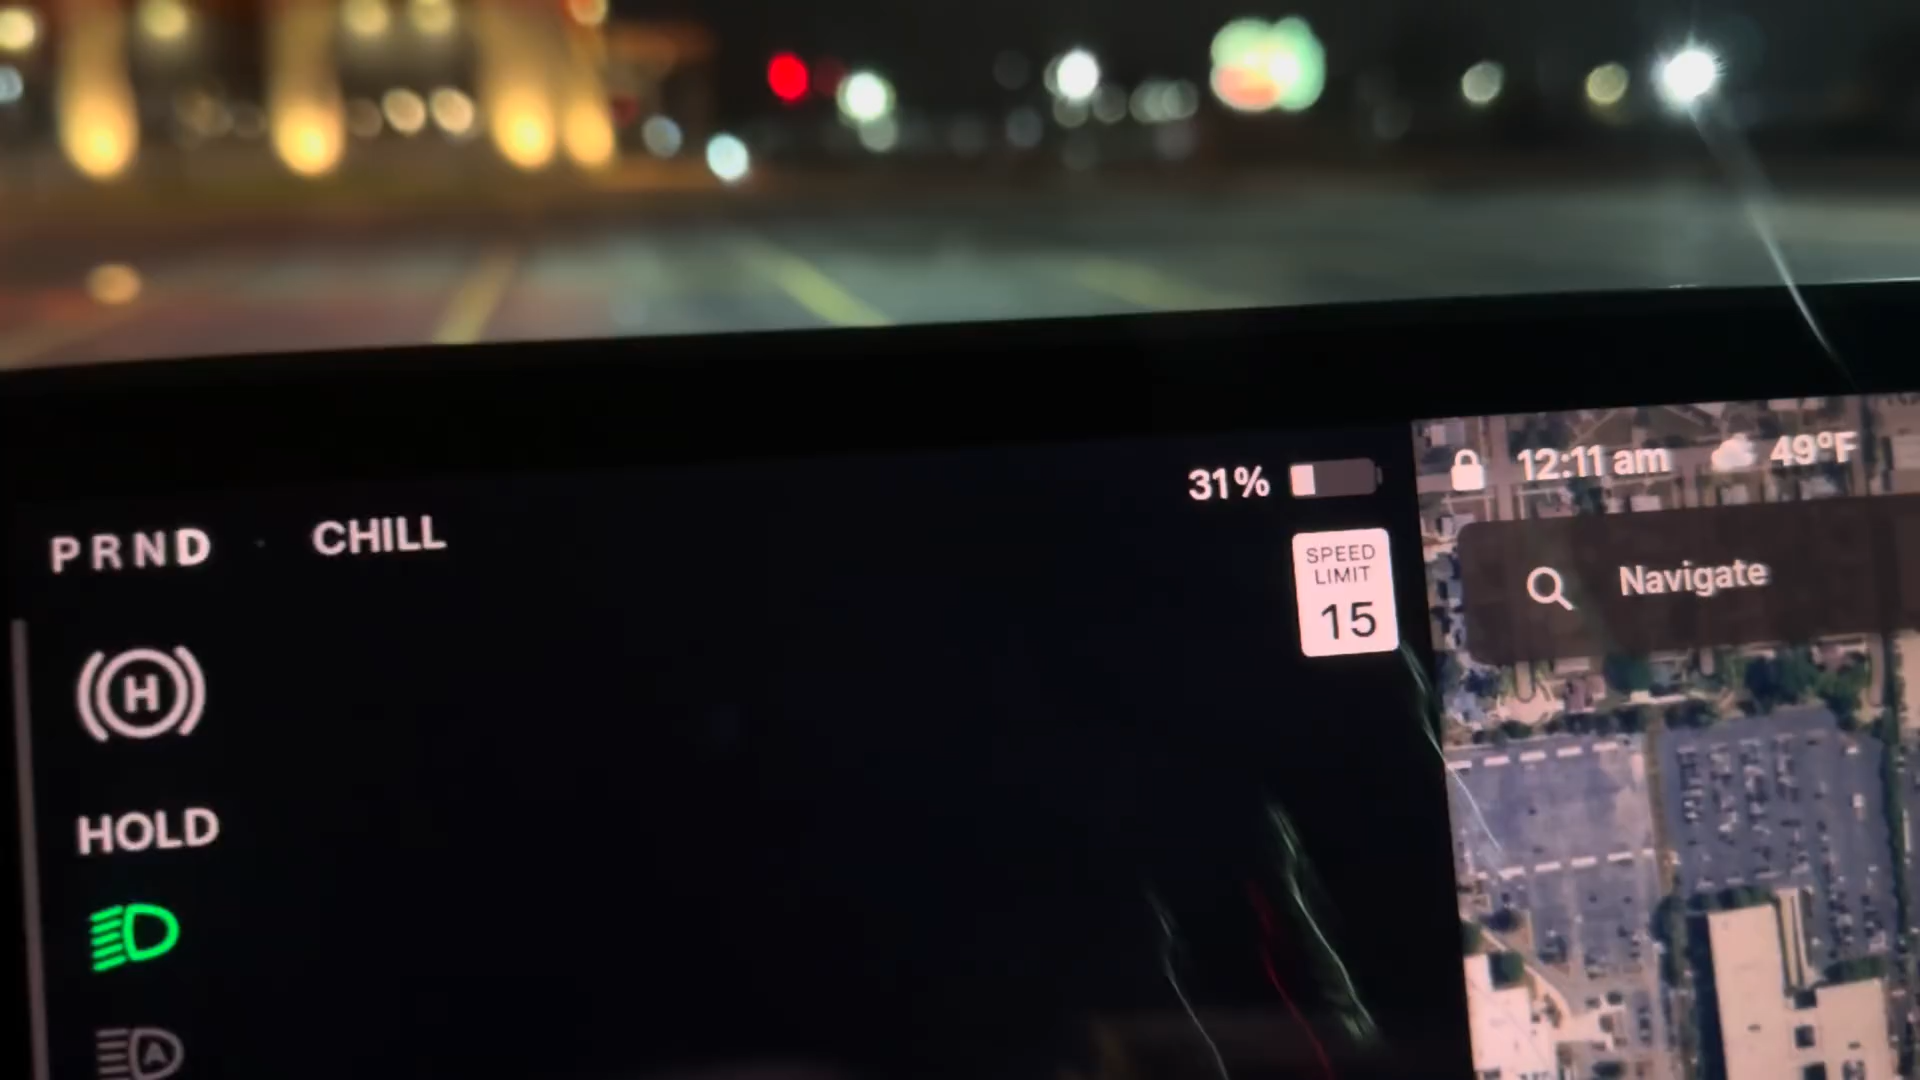 31%
12:11 am
49°F
PRND
CHILL
SPEED
LIMIT
15
Navigate
H
HOLD
A